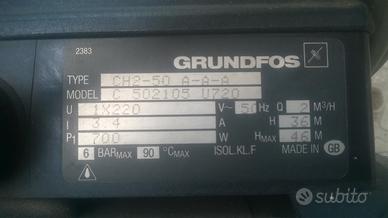 2383
GRUNDFOS
TYPE CH2-50 A-A-A
MODEL C 502105 U720
U 1X220 V~ 50 Hz Q 2 M³/H
I 3.4 A H 36 M
P1 700 W HMAX 46 M
6 BARMAX 90 °CMAX ISOL.KL.F MADE IN GB
subito